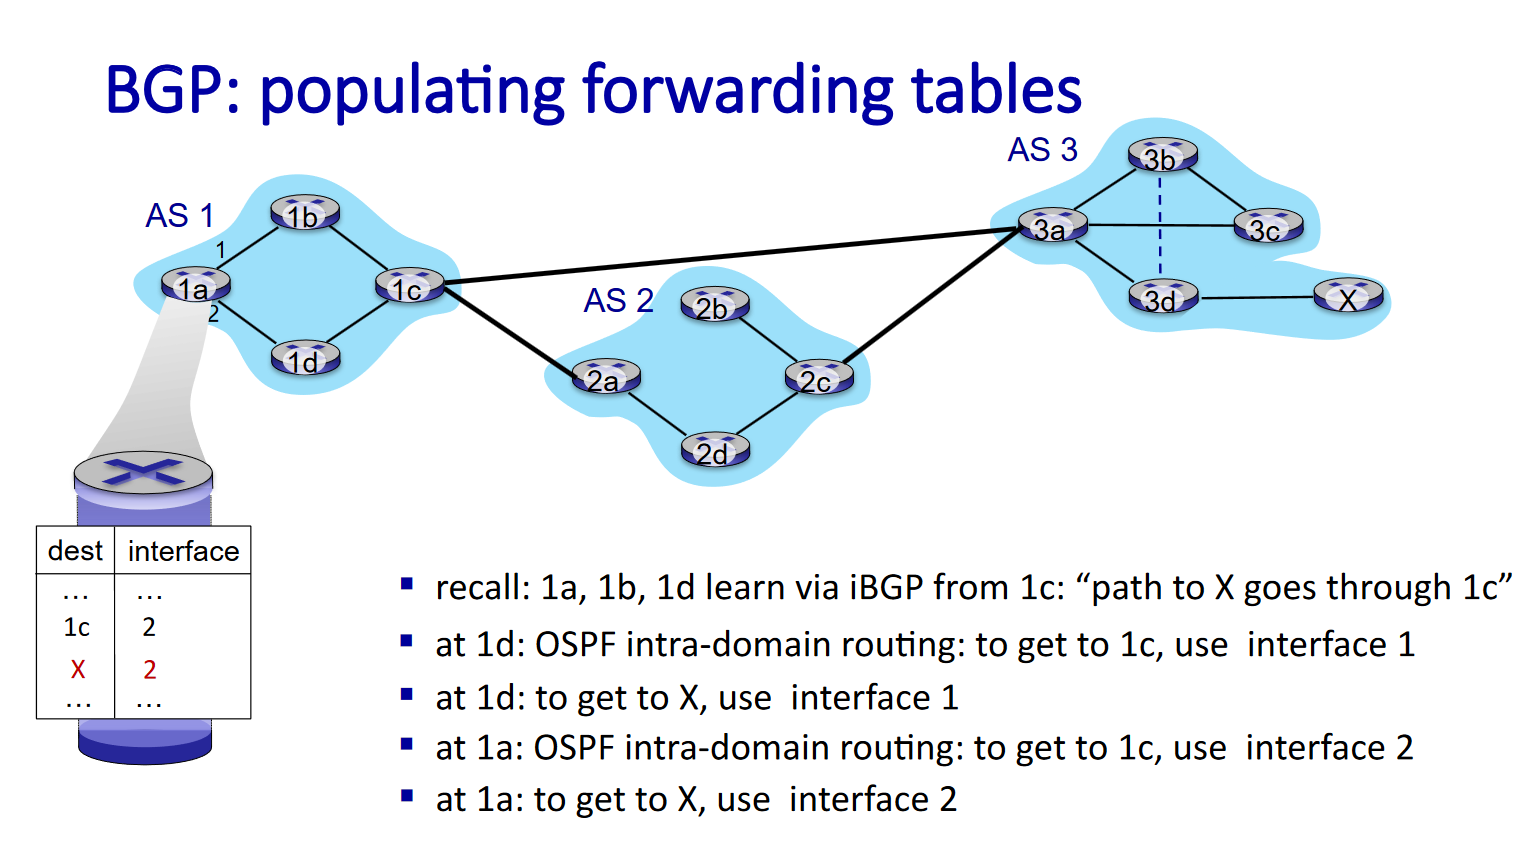 BGP: populating forwarding tables
AS 3
3b
AS 1
1b
1
3a
3c
1a
1c
2
AS 2
2b
3d
X
1d
2a
2c
2d
dest interface
... ...
1c 2
X 2
... ...
recall: 1a, 1b, 1d learn via iBGP from 1c: “path to X goes through 1c”
at 1d: OSPF intra-domain routing: to get to 1c, use interface 1
at 1d: to get to X, use interface 1
at 1a: OSPF intra-domain routing: to get to 1c, use interface 2
at 1a: to get to X, use interface 2